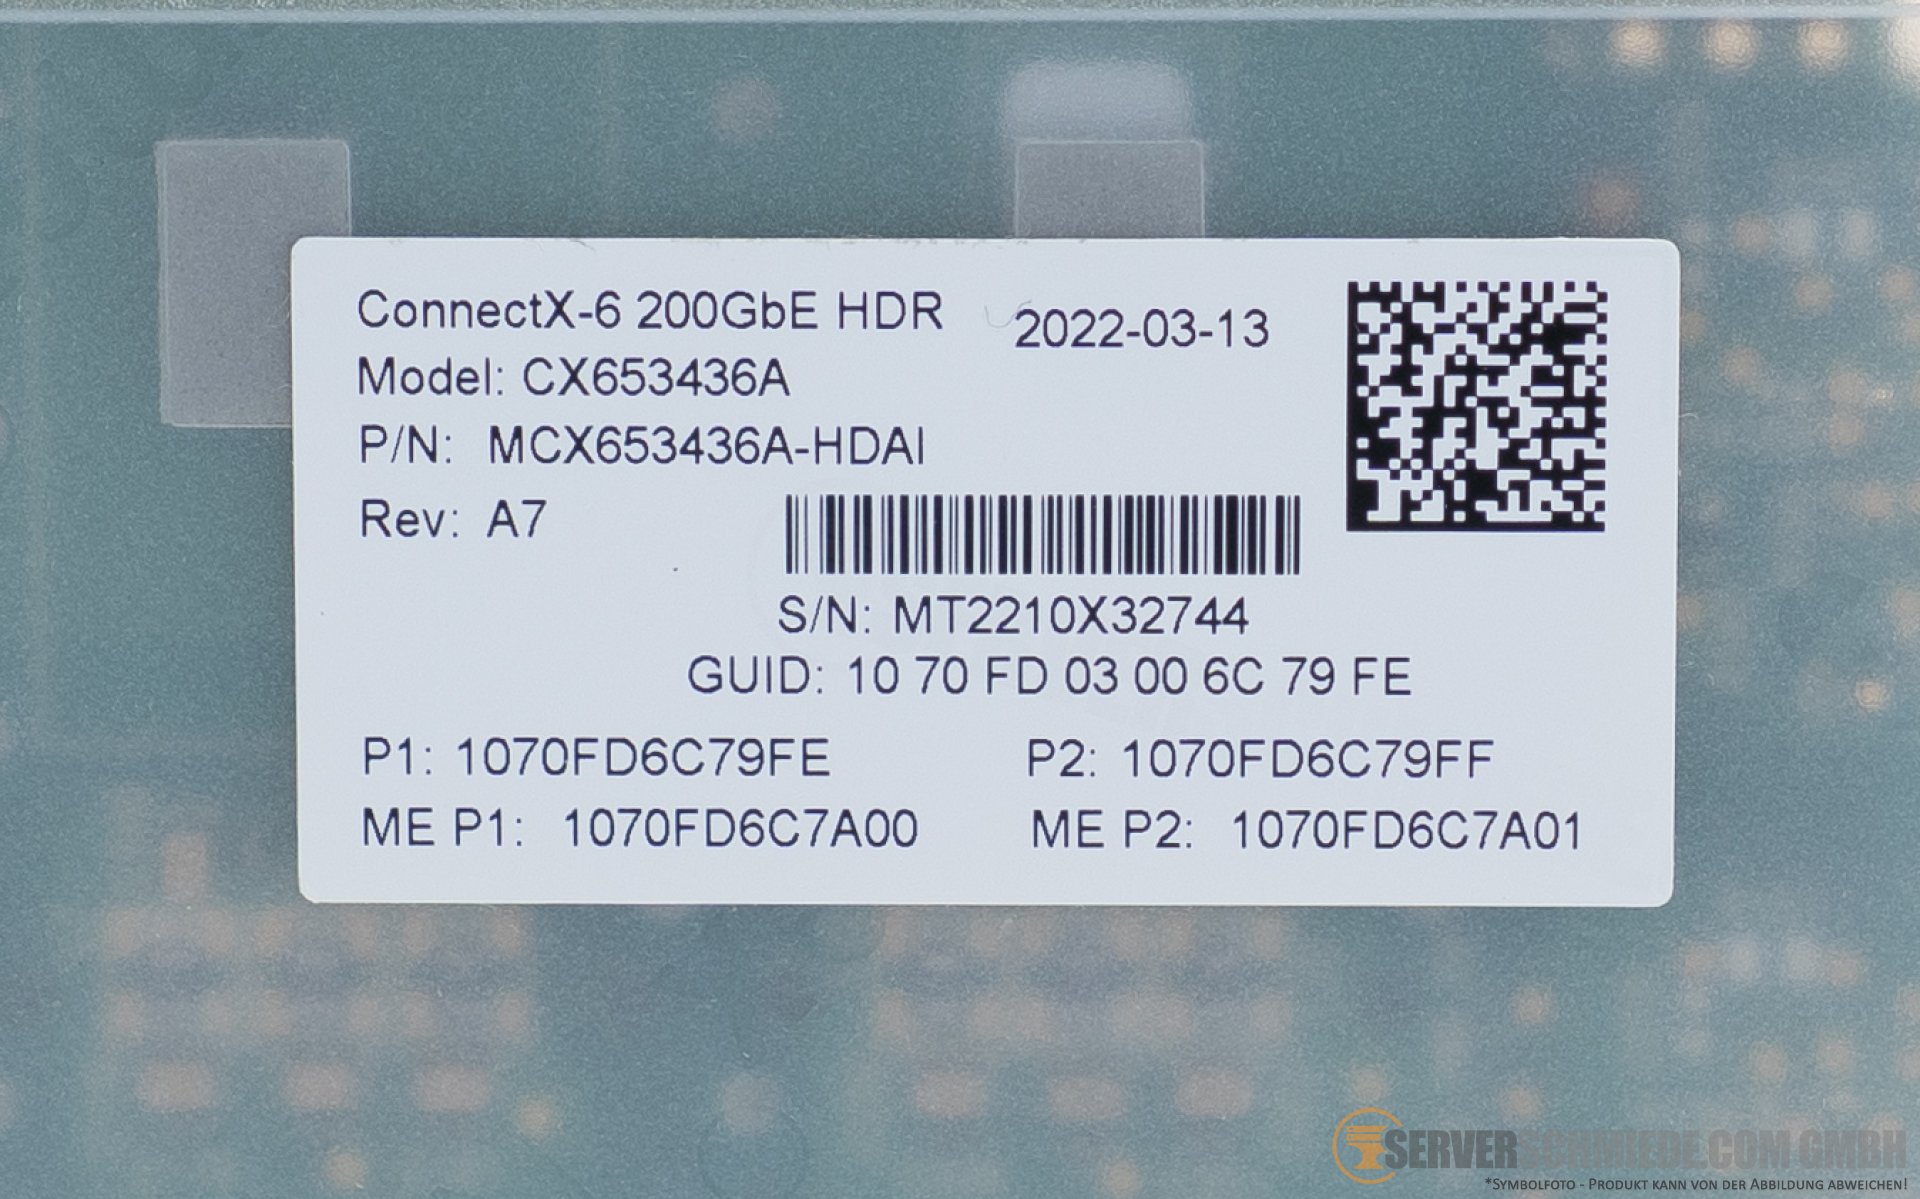 ConnectX-6 200GbE HDR 2022-03-13
Model: CX653436A
P/N: MCX653436A-HDAI
Rev: A7
S/N: MT2210X32744
GUID: 10 70 FD 03 00 6C 79 FE
P1: 1070FD6C79FE P2: 1070FD6C79FF
ME P1: 1070FD6C7A00 ME P2: 1070FD6C7A01
SERVERSCHMIEDE.COM GMBH
*SYMBOLFOTO - PRODUKT KANN VON DER ABBILDUNG ABWEICHEN!